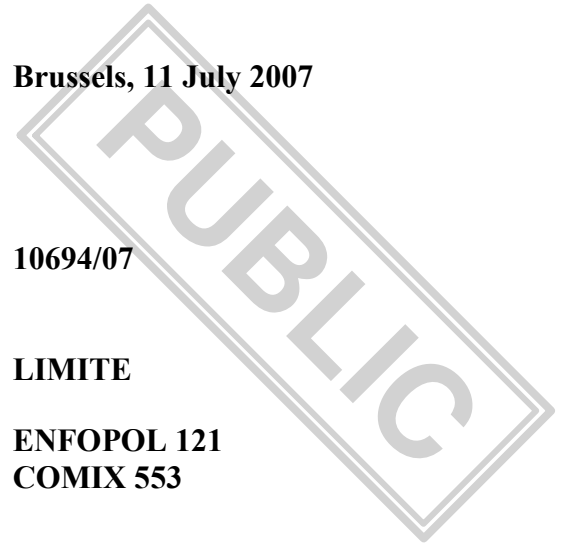 Brussels, 11 July 2007
PUBLIC
10694/07
LIMITE
ENFOPOL 121
COMIX 553